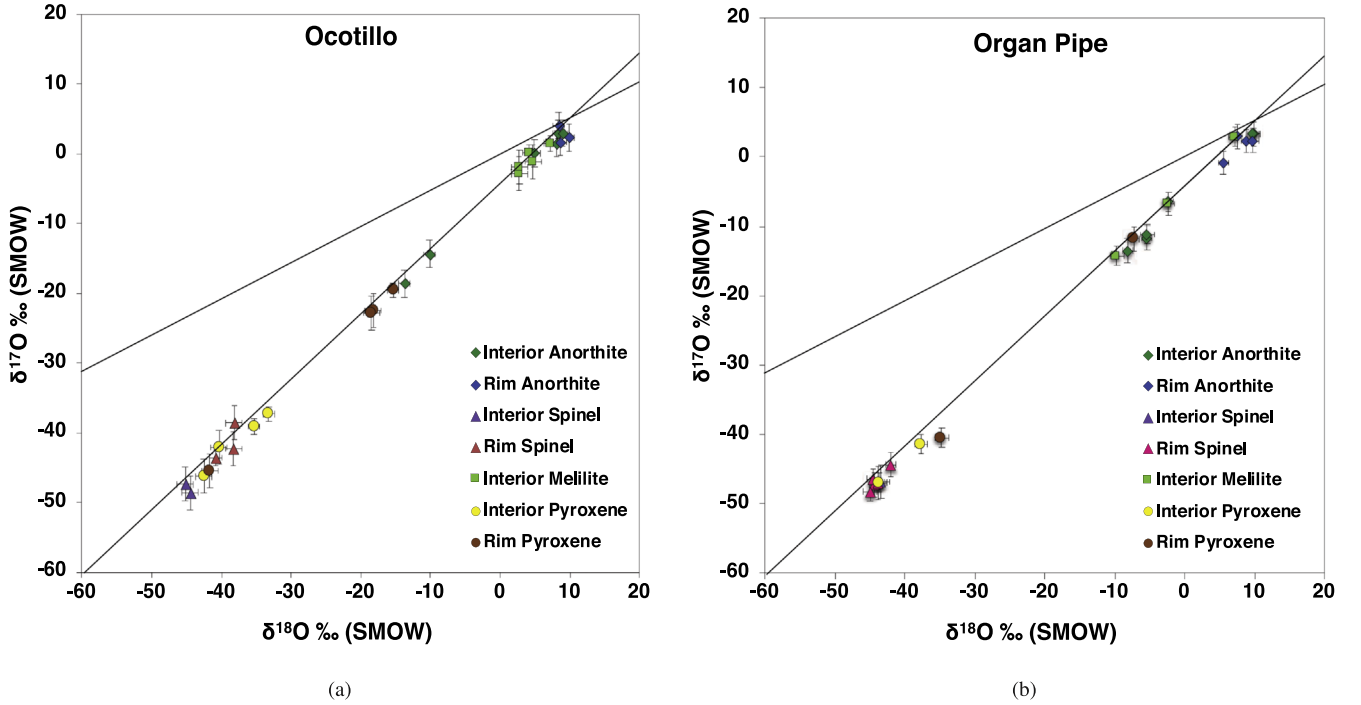 Ocotillo
20
10
0
-10
-20
-30
-40
-50
-60
δ¹⁷O ‰ (SMOW)
Interior Anorthite
Rim Anorthite
Interior Spinel
Rim Spinel
Interior Melilite
Interior Pyroxene
Rim Pyroxene
-60 -50 -40 -30 -20 -10 0 10 20
δ¹⁸O ‰ (SMOW)
(a)
Organ Pipe
20
10
0
-10
-20
-30
-40
-50
-60
δ¹⁷O ‰ (SMOW)
Interior Anorthite
Rim Anorthite
Interior Spinel
Rim Spinel
Interior Melilite
Interior Pyroxene
Rim Pyroxene
-60 -50 -40 -30 -20 -10 0 10 20
δ¹⁸O ‰ (SMOW)
(b)